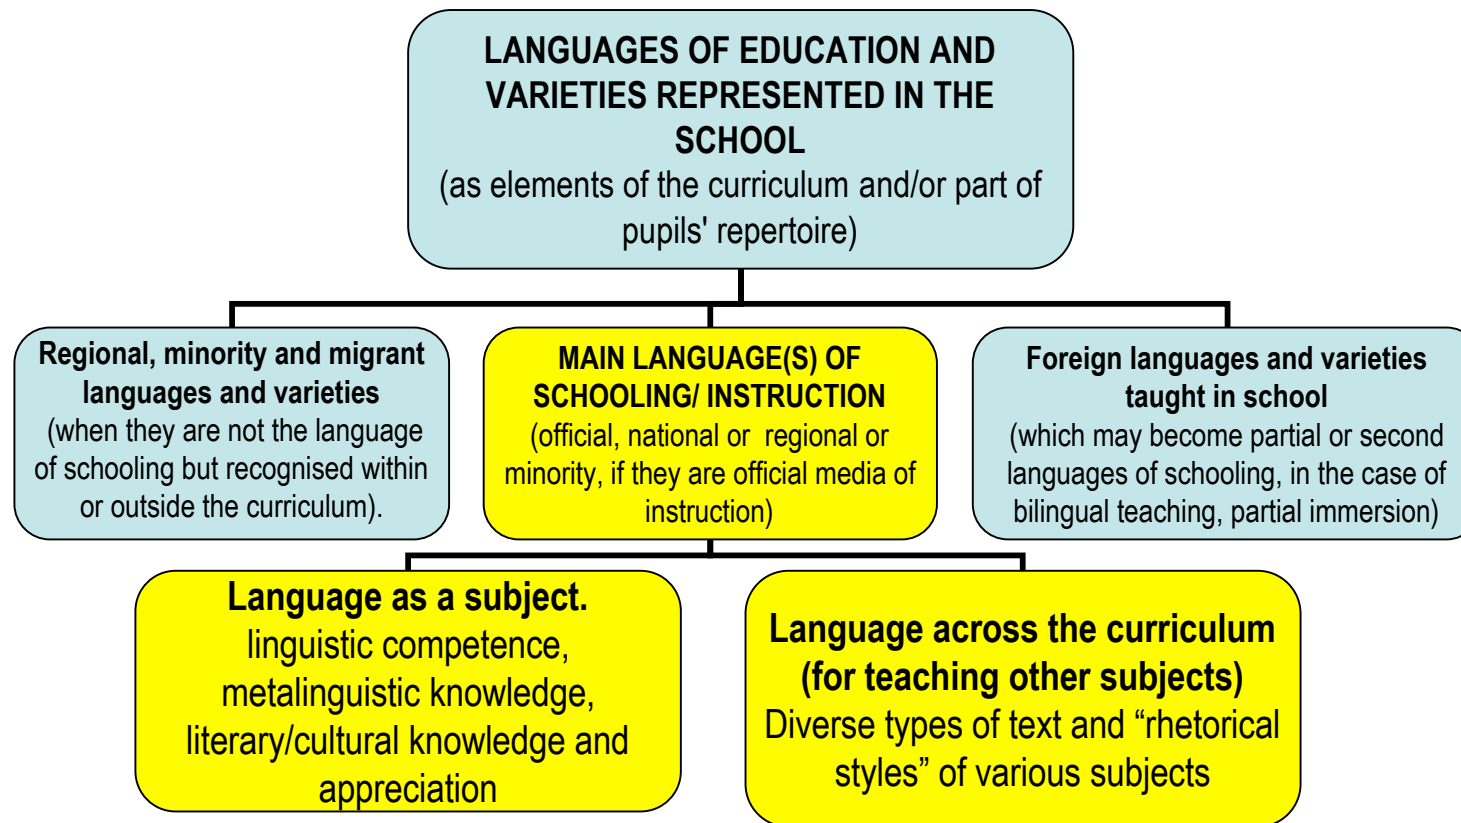 LANGUAGES OF EDUCATION AND
VARIETIES REPRESENTED IN THE
SCHOOL
(as elements of the curriculum and/or part of
pupils' repertoire)
Regional, minority and migrant
languages and varieties
(when they are not the language
of schooling but recognised within
or outside the curriculum).
MAIN LANGUAGE(S) OF
SCHOOLING/ INSTRUCTION
(official, national or regional or
minority, if they are official media of
instruction)
Foreign languages and varieties
taught in school
(which may become partial or second
languages of schooling, in the case of
bilingual teaching, partial immersion)
Language as a subject.
linguistic competence,
metalinguistic knowledge,
literary/cultural knowledge and
appreciation
Language across the curriculum
(for teaching other subjects)
Diverse types of text and “rhetorical
styles” of various subjects